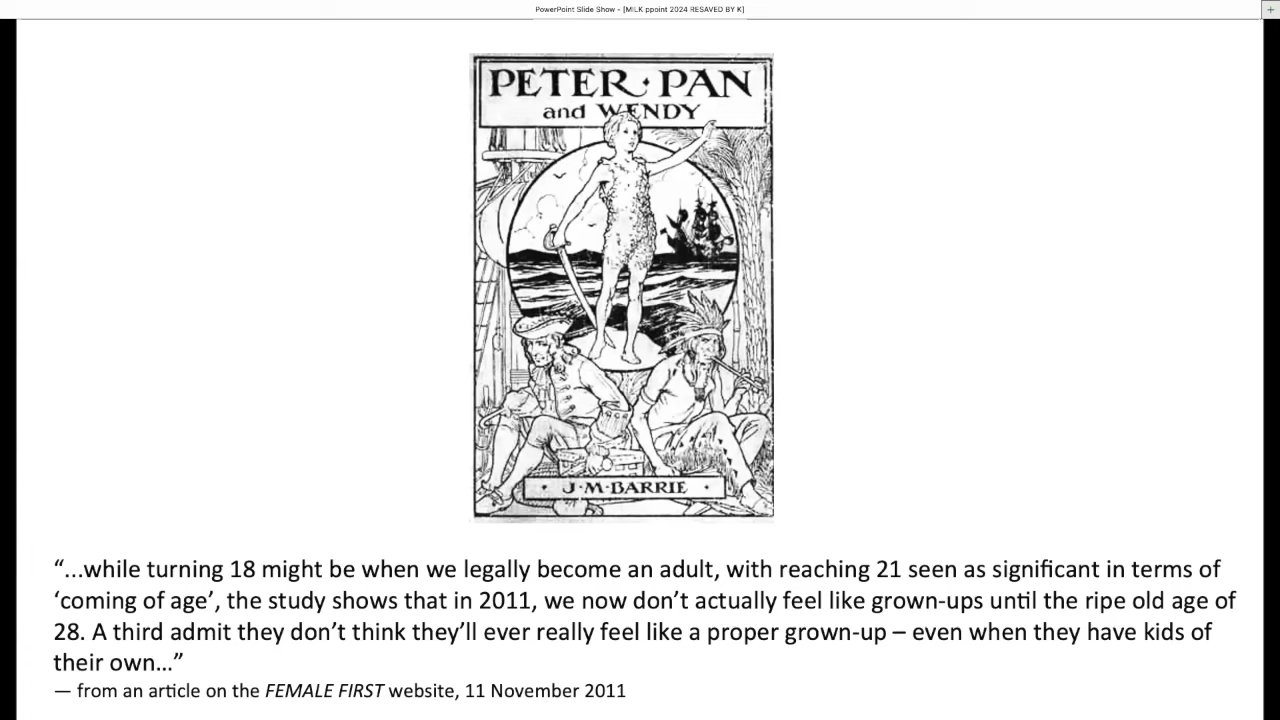 PowerPoint Slide Show - [MILK ppoint 2024 RESAVED BY K]
PETER · PAN
and WENDY
· J·M·BARRIE ·
“...while turning 18 might be when we legally become an adult, with reaching 21 seen as significant in terms of
‘coming of age’, the study shows that in 2011, we now don’t actually feel like grown-ups until the ripe old age of
28. A third admit they don’t think they’ll ever really feel like a proper grown-up – even when they have kids of
their own…”
— from an article on the FEMALE FIRST website, 11 November 2011